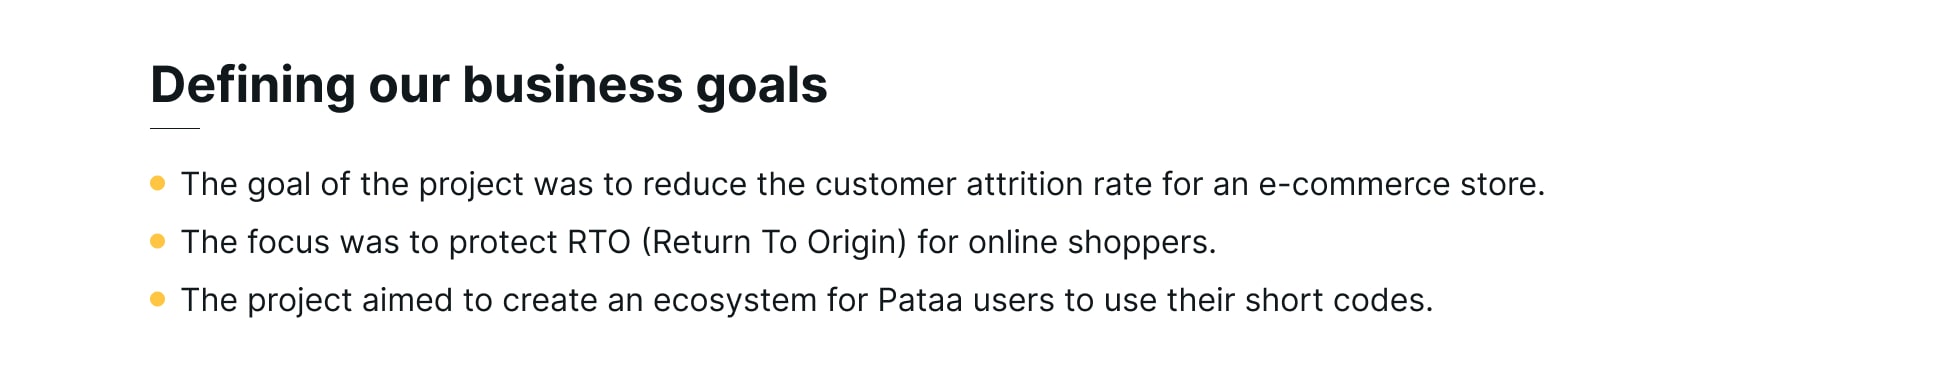 Defining our business goals
The goal of the project was to reduce the customer attrition rate for an e-commerce store.
The focus was to protect RTO (Return To Origin) for online shoppers.
The project aimed to create an ecosystem for Pataa users to use their short codes.